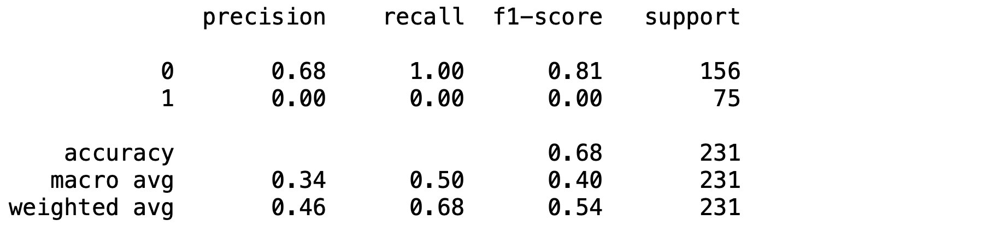 precision recall f1-score support
0 0.68 1.00 0.81 156
1 0.00 0.00 0.00 75
accuracy 0.68 231
macro avg 0.34 0.50 0.40 231
weighted avg 0.46 0.68 0.54 231